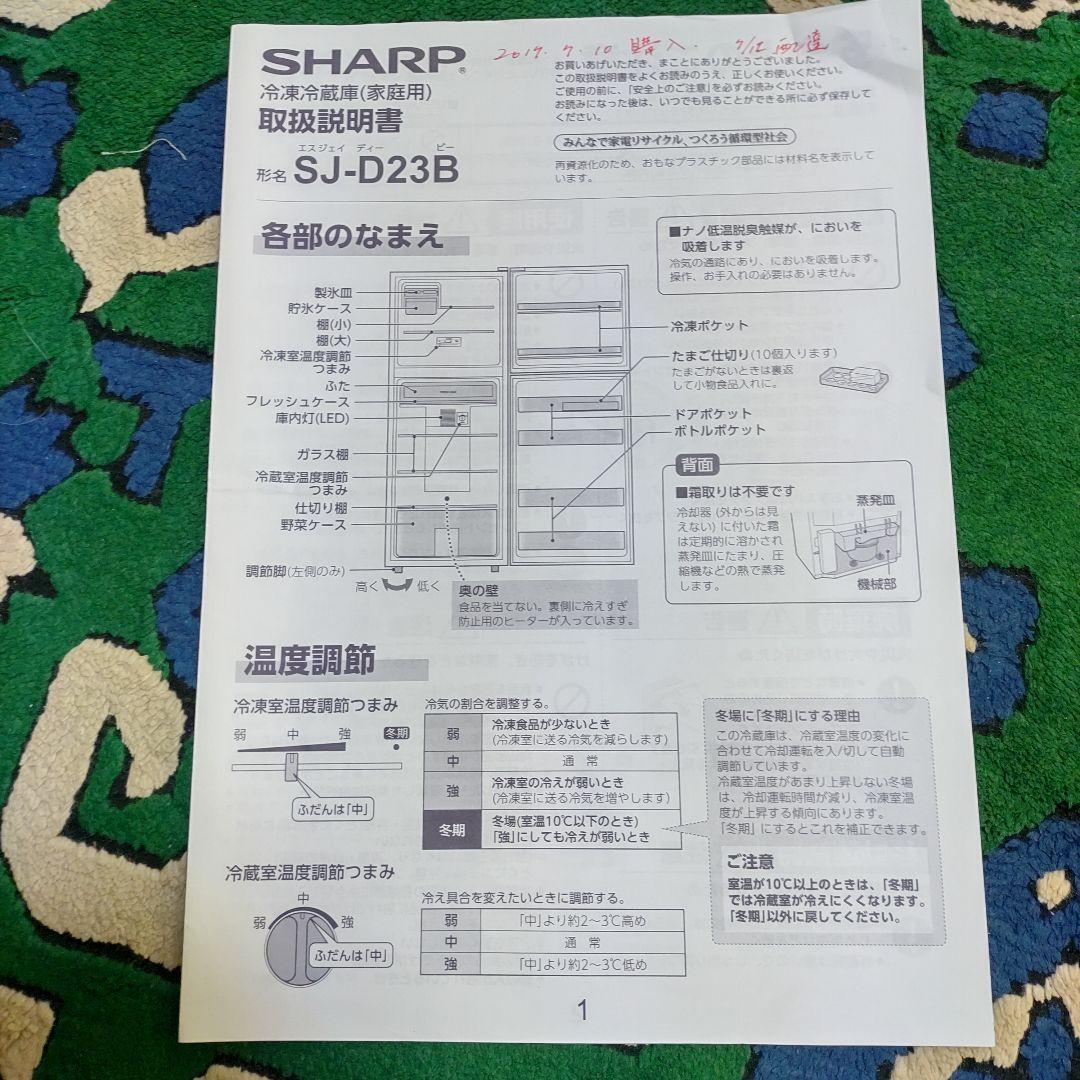 SHARP®
2017. 7. 10 購入. 7/12 配達
冷凍冷蔵庫(家庭用)
取扱説明書
エスジェイ ディー ビー
形名 SJ-D23B
お買いあげいただき、まことにありがとうございました。
この取扱説明書をよくお読みのうえ、正しくお使いください。
ご使用の前に、「安全上のご注意」を必ずお読みください。
お読みになった後は、いつでも見ることができる所に必ず保存して
ください。
みんなで家電リサイクル、つくろう循環型社会
再資源化のため、おもなプラスチック部品には材料名を表示して
います。
各部のなまえ
■ナノ低温脱臭触媒が、においを
吸着します
冷気の通路にあり、においを吸着します。
操作、お手入れの必要はありません。
製氷皿
貯氷ケース
棚(小)
棚(大)
冷凍室温度調節
つまみ
ふた
フレッシュケース
庫内灯(LED)
ガラス棚
冷蔵室温度調節
つまみ
仕切り棚
野菜ケース
調節脚(左側のみ)
高く 低く
奥の壁
食品を当てない。裏側に冷えすぎ
防止用のヒーターが入っています。
冷凍ポケット
たまご仕切り(10個入ります)
たまごがないときは裏返
して小物食品入れに。
ドアポケット
ボトルポケット
背面
■霜取りは不要です
冷却器 (外からは見
えない) に付いた霜
は定期的に溶かされ
蒸発皿にたまり、圧
縮機などの熱で蒸発
します。
蒸発皿
機械部
温度調節
冷凍室温度調節つまみ
弱 中 強 冬期
ふだんは「中」
冷気の割合を調整する。
弱 冷凍食品が少ないとき
(冷凍室に送る冷気を減らします)
中 通 常
強 冷凍室の冷えが弱いとき
(冷凍室に送る冷気を増やします)
冬期 冬場(室温10℃以下のとき)
「強」にしても冷えが弱いとき
冬場に「冬期」にする理由
この冷蔵庫は、冷蔵室温度の変化に
合わせて冷却運転を入/切して自動
調節しています。
冷蔵室温度があまり上昇しない冬場
は、冷却運転時間が減り、冷凍室温
度が上昇する傾向にあります。
「冬期」にするとこれを補正できます。
ご注意
室温が10℃以上のときは、「冬期」
では冷蔵室が冷えにくくなります。
「冬期」以外に戻してください。
冷蔵室温度調節つまみ
中
弱 強
ふだんは「中」
冷え具合を変えたいときに調節する。
弱 「中」より約2〜3℃高め
中 通 常
強 「中」より約2〜3℃低め
1